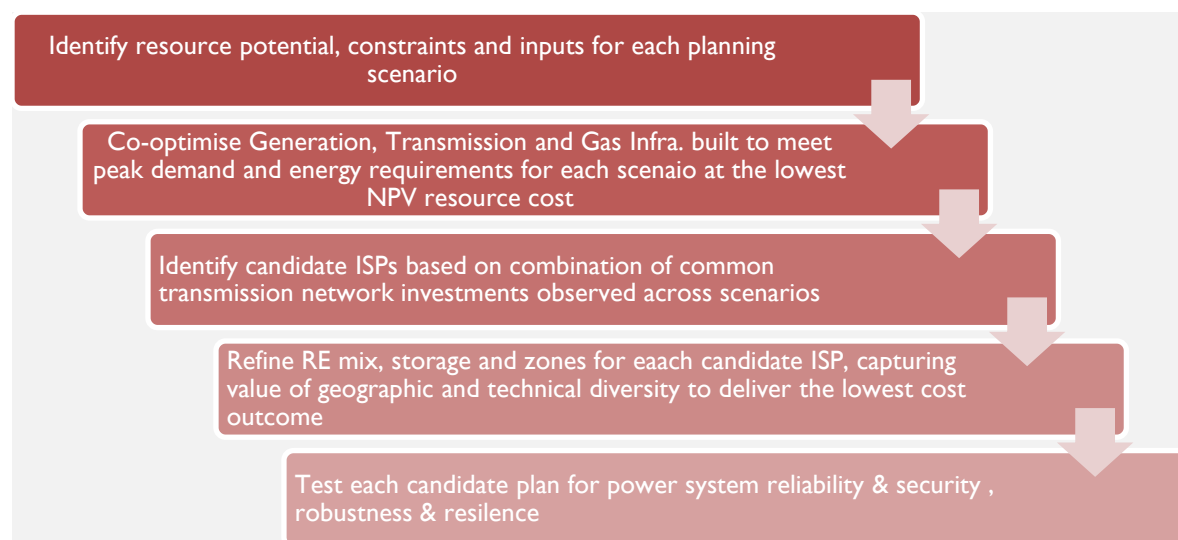 Identify resource potential, constraints and inputs for each planning
scenario
Co-optimise Generation, Transmission and Gas Infra. built to meet
peak demand and energy requirements for each scenaio at the lowest
NPV resource cost
Identify candidate ISPs based on combination of common
transmission network investments observed across scenarios
Refine RE mix, storage and zones for eaach candidate ISP, capturing
value of geographic and technical diversity to deliver the lowest cost
outcome
Test each candidate plan for power system reliability & security ,
robustness & resilence